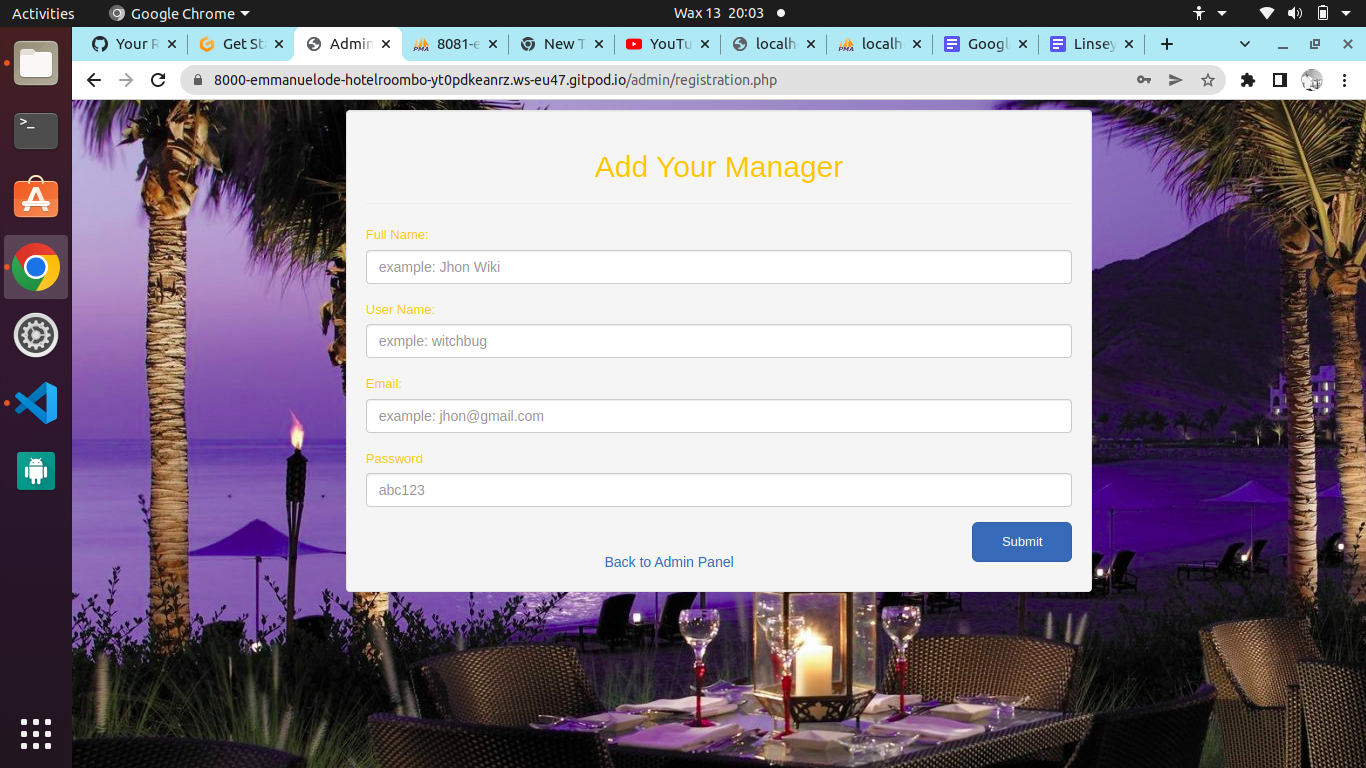 Activities Google Chrome Wax 13 20:03
Your R Get St Admin 8081-e New T YouTu localh localh Googl Linsey
8000-emmanuelode-hotelroombo-yt0pdkeanrz.ws-eu47.gitpod.io/admin/registration.php
Add Your Manager
Full Name:
example: Jhon Wiki
User Name:
exmple: witchbug
Email:
example: jhon@gmail.com
Password
abc123
Submit
Back to Admin Panel